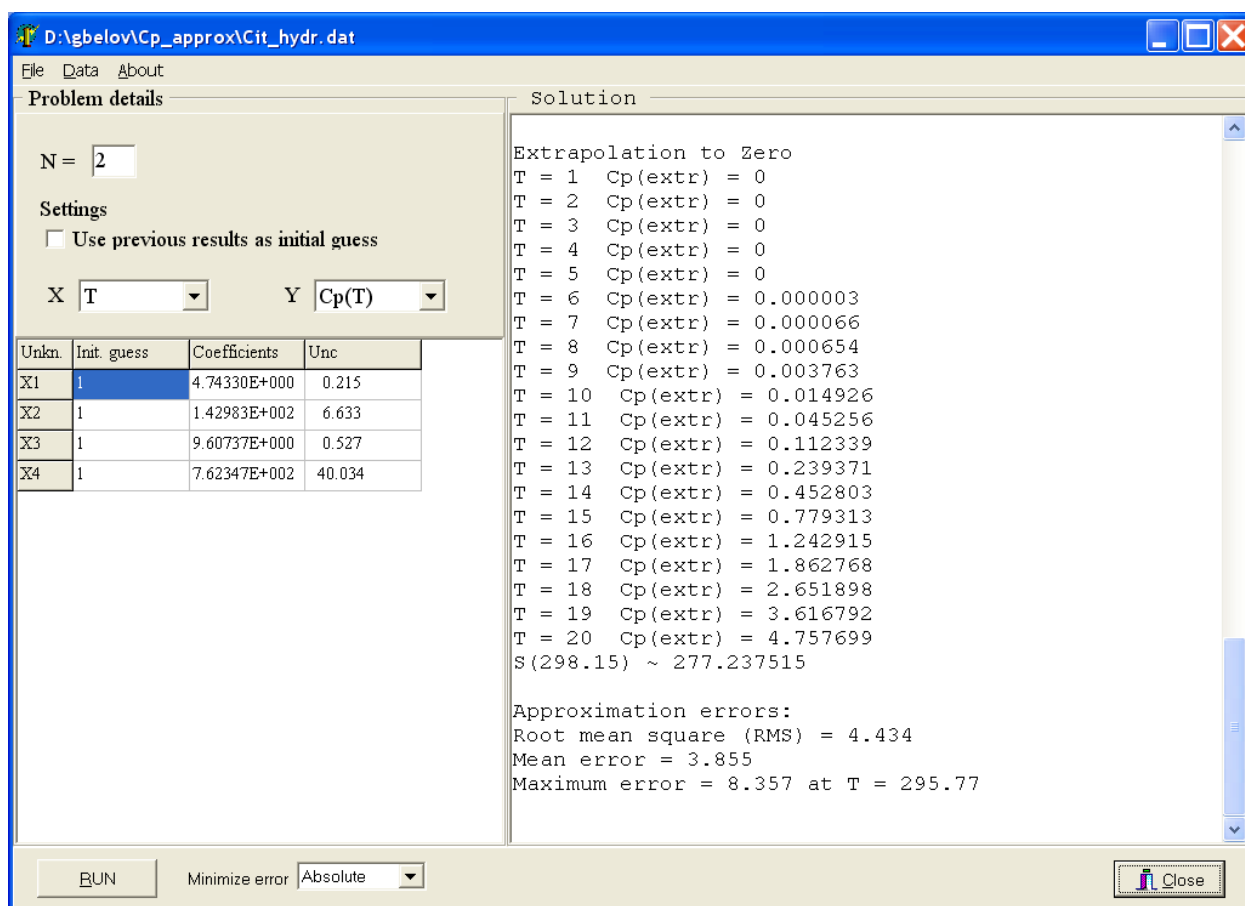 D:\gbelov\Cp_approx\Cit_hydr.dat
File Data About
Problem details
N = 2
Settings
Use previous results as initial guess
X T Y Cp(T)
Unkn. Init. guess Coefficients Unc
X1 1 4.74330E+000 0.215
X2 1 1.42983E+002 6.633
X3 1 9.60737E+000 0.527
X4 1 7.62347E+002 40.034
Solution
Extrapolation to Zero
T = 1 Cp(extr) = 0
T = 2 Cp(extr) = 0
T = 3 Cp(extr) = 0
T = 4 Cp(extr) = 0
T = 5 Cp(extr) = 0
T = 6 Cp(extr) = 0.000003
T = 7 Cp(extr) = 0.000066
T = 8 Cp(extr) = 0.000654
T = 9 Cp(extr) = 0.003763
T = 10 Cp(extr) = 0.014926
T = 11 Cp(extr) = 0.045256
T = 12 Cp(extr) = 0.112339
T = 13 Cp(extr) = 0.239371
T = 14 Cp(extr) = 0.452803
T = 15 Cp(extr) = 0.779313
T = 16 Cp(extr) = 1.242915
T = 17 Cp(extr) = 1.862768
T = 18 Cp(extr) = 2.651898
T = 19 Cp(extr) = 3.616792
T = 20 Cp(extr) = 4.757699
S(298.15) ~ 277.237515
Approximation errors:
Root mean square (RMS) = 4.434
Mean error = 3.855
Maximum error = 8.357 at T = 295.77
RUN Minimize error Absolute Close